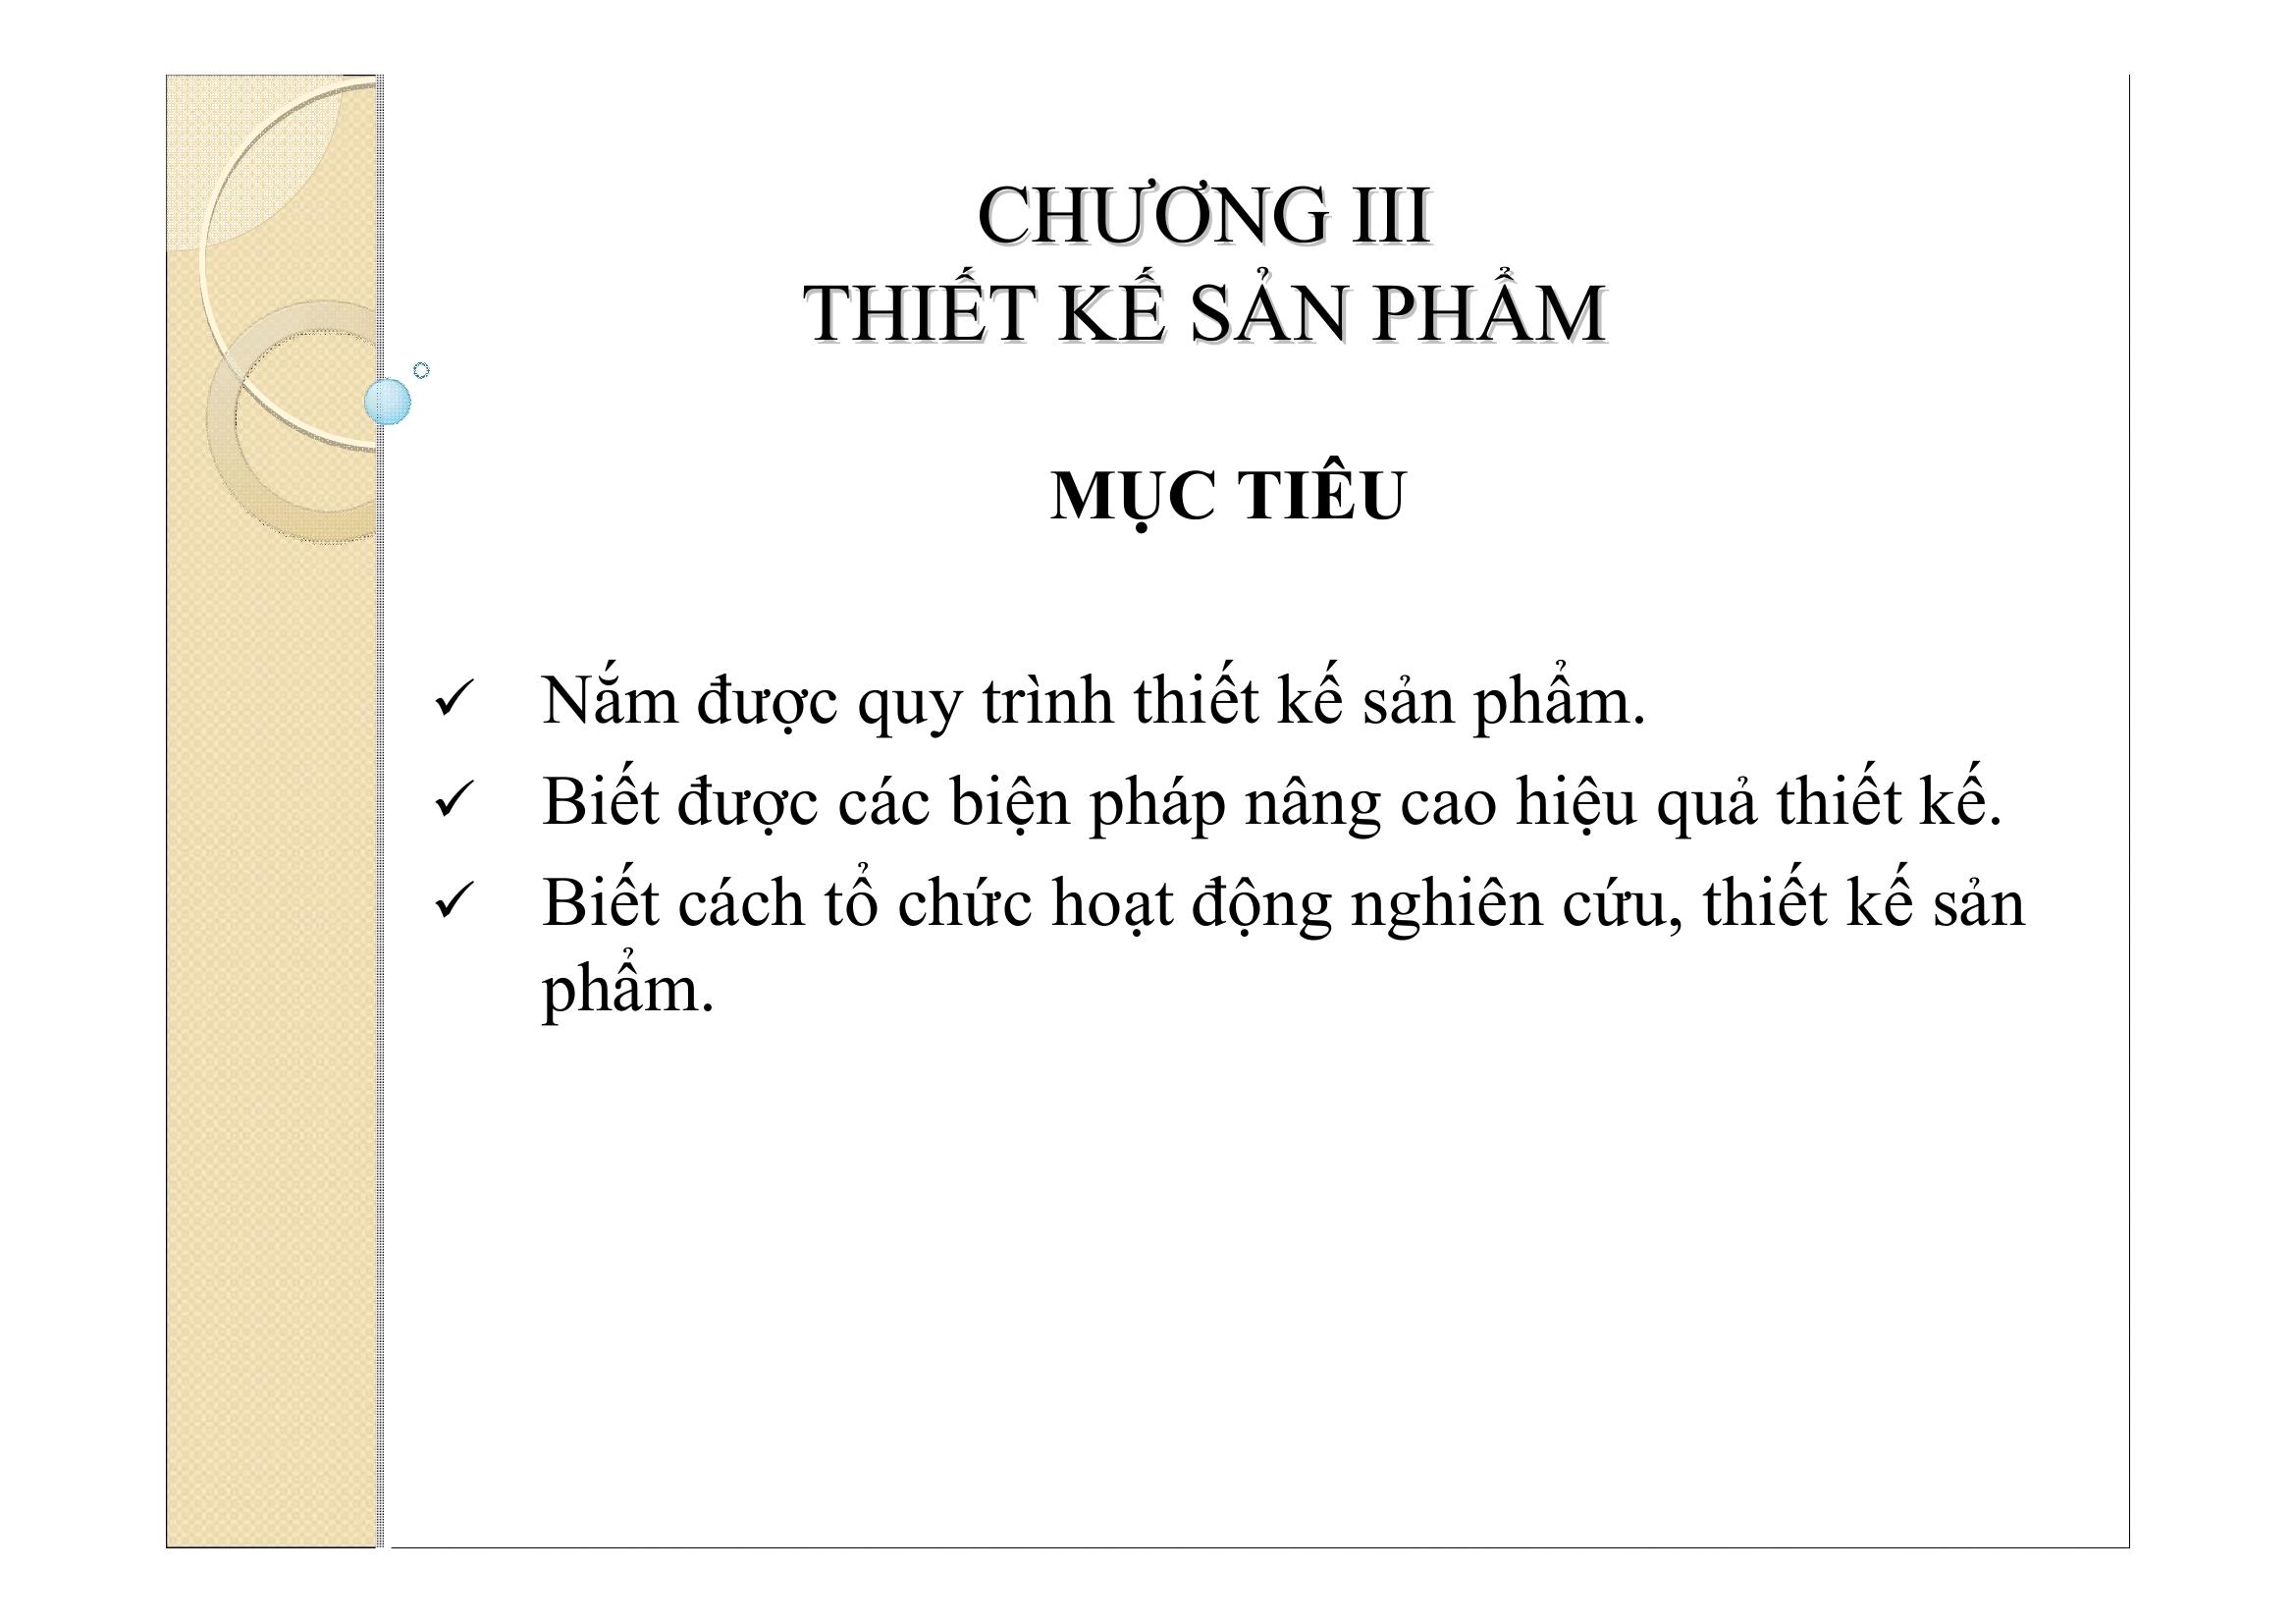 CHƯƠNG III
THIẾT KẾ SẢN PHẨM
MỤC TIÊU
✓ Nắm được quy trình thiết kế sản phẩm.
✓ Biết được các biện pháp nâng cao hiệu quả thiết kế.
✓ Biết cách tổ chức hoạt động nghiên cứu, thiết kế sản
phẩm.